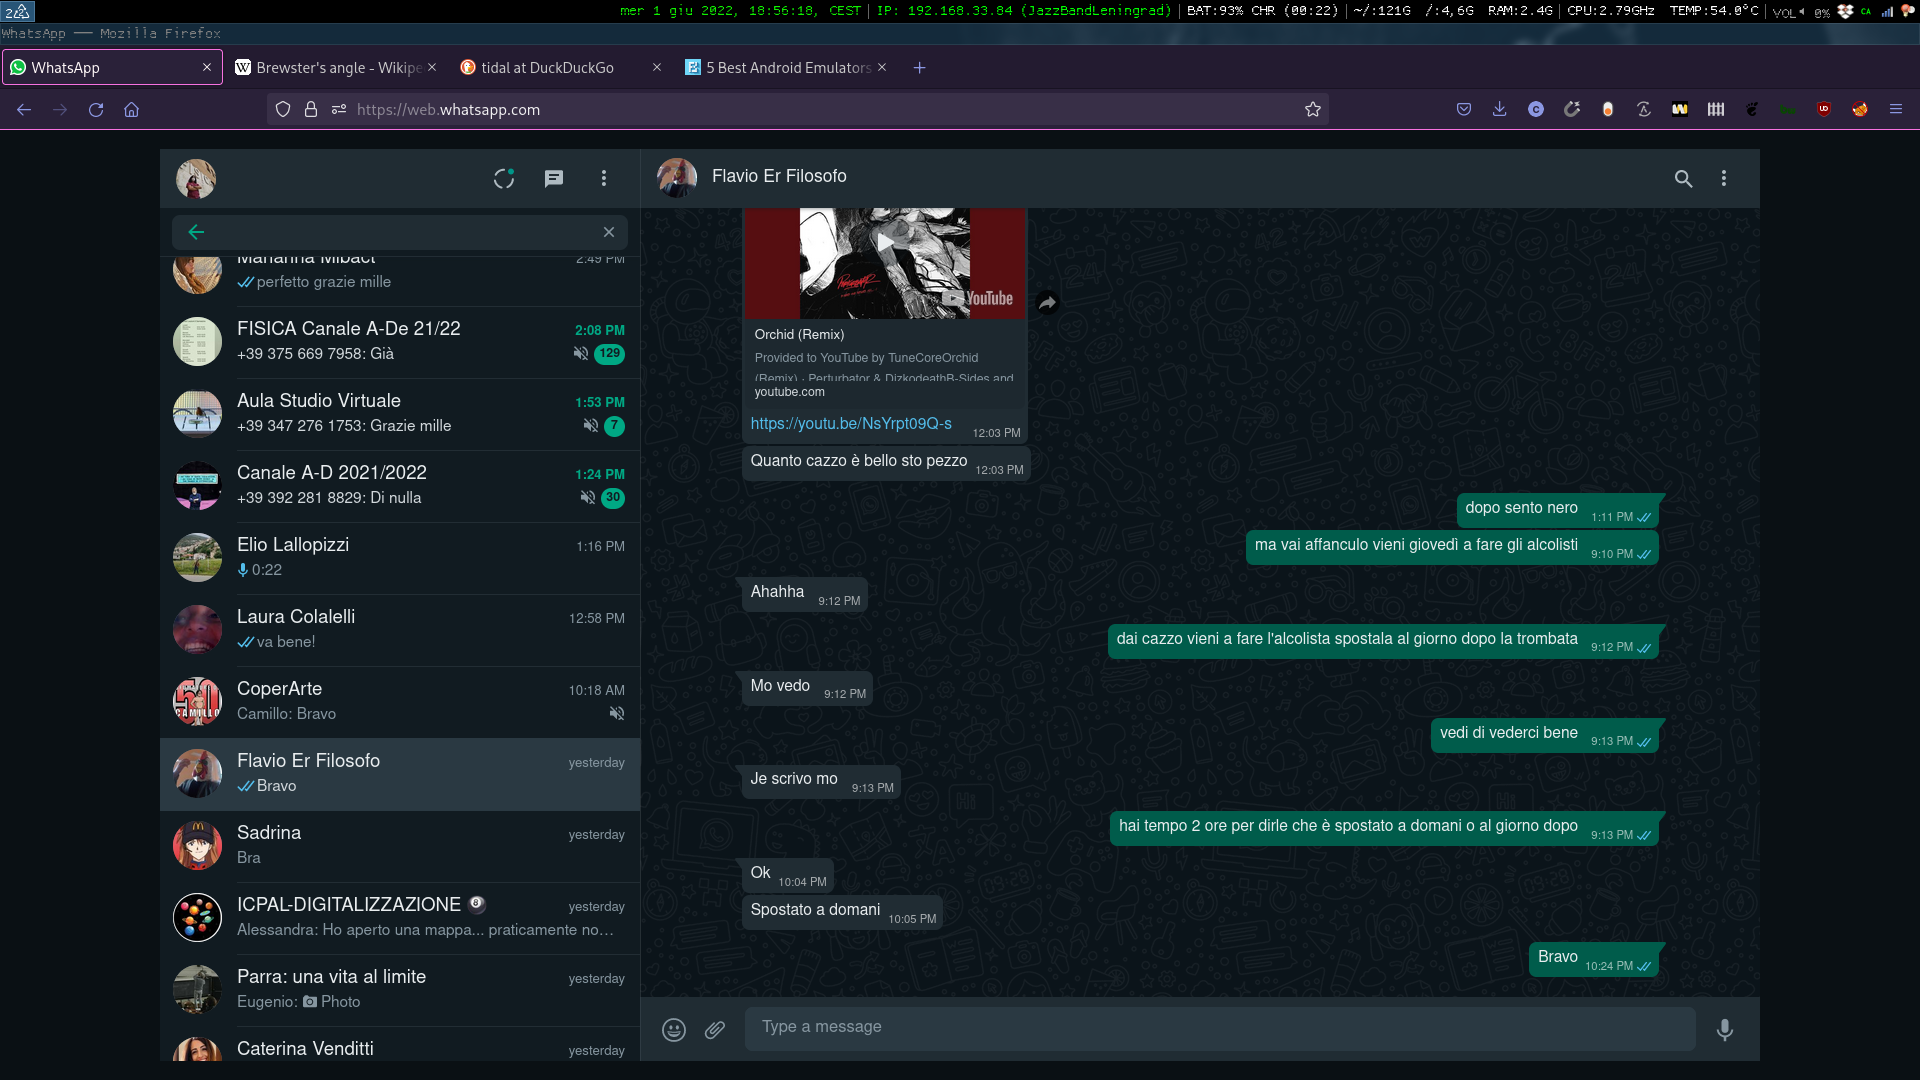 2
mer 1 giu 2022, 18:56:18, CEST | IP: 192.168.33.84 (JazzBandLeningrad) | BAT:93% CHR (00:22) | ~/:121G /:4,6G RAM:2.4G | CPU:2.79GHz TEMP:54.0°C | VOL 0% CA
WhatsApp — Mozilla Firefox
WhatsApp
Brewster's angle - Wikipe
tidal at DuckDuckGo
5 Best Android Emulators
https://web.whatsapp.com
Marianna Mibact 2:49 PM
perfetto grazie mille
FISICA Canale A-De 21/22 2:08 PM
+39 375 669 7958: Già 129
Aula Studio Virtuale 1:53 PM
+39 347 276 1753: Grazie mille 7
Canale A-D 2021/2022 1:24 PM
+39 392 281 8829: Di nulla 30
Elio Lallopizzi 1:16 PM
0:22
Laura Colalelli 12:58 PM
va bene!
CoperArte 10:18 AM
Camillo: Bravo
Flavio Er Filosofo yesterday
Bravo
Sadrina yesterday
Bra
ICPAL-DIGITALIZZAZIONE 🎱 yesterday
Alessandra: Ho aperto una mappa... praticamente no…
Parra: una vita al limite yesterday
Eugenio: Photo
Caterina Venditti yesterday
Flavio Er Filosofo
YouTube
Orchid (Remix)
Provided to YouTube by TuneCoreOrchid
(Remix) · Perturbator & DizkodeathB-Sides and
youtube.com
https://youtu.be/NsYrpt09Q-s 12:03 PM
Quanto cazzo è bello sto pezzo 12:03 PM
dopo sento nero 1:11 PM
ma vai affanculo vieni giovedì a fare gli alcolisti 9:10 PM
Ahahha 9:12 PM
dai cazzo vieni a fare l'alcolista spostala al giorno dopo la trombata 9:12 PM
Mo vedo 9:12 PM
vedi di vederci bene 9:13 PM
Je scrivo mo 9:13 PM
hai tempo 2 ore per dirle che è spostato a domani o al giorno dopo 9:13 PM
Ok 10:04 PM
Spostato a domani 10:05 PM
Bravo 10:24 PM
Type a message